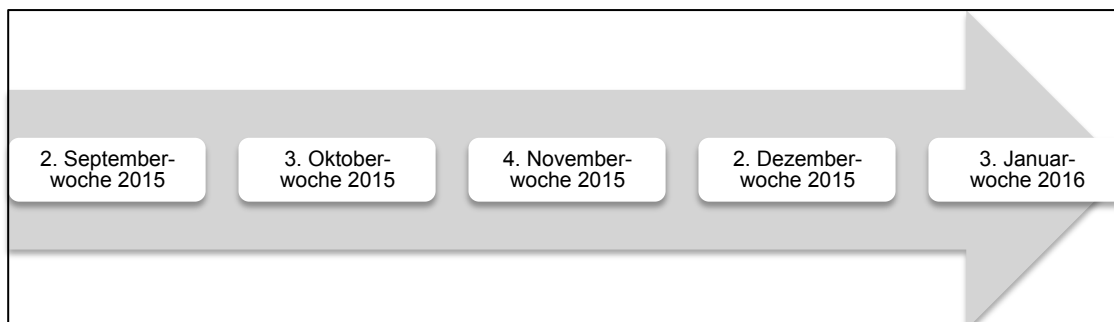 2. September-
woche 2015
3. Oktober-
woche 2015
4. November-
woche 2015
2. Dezember-
woche 2015
3. Januar-
woche 2016